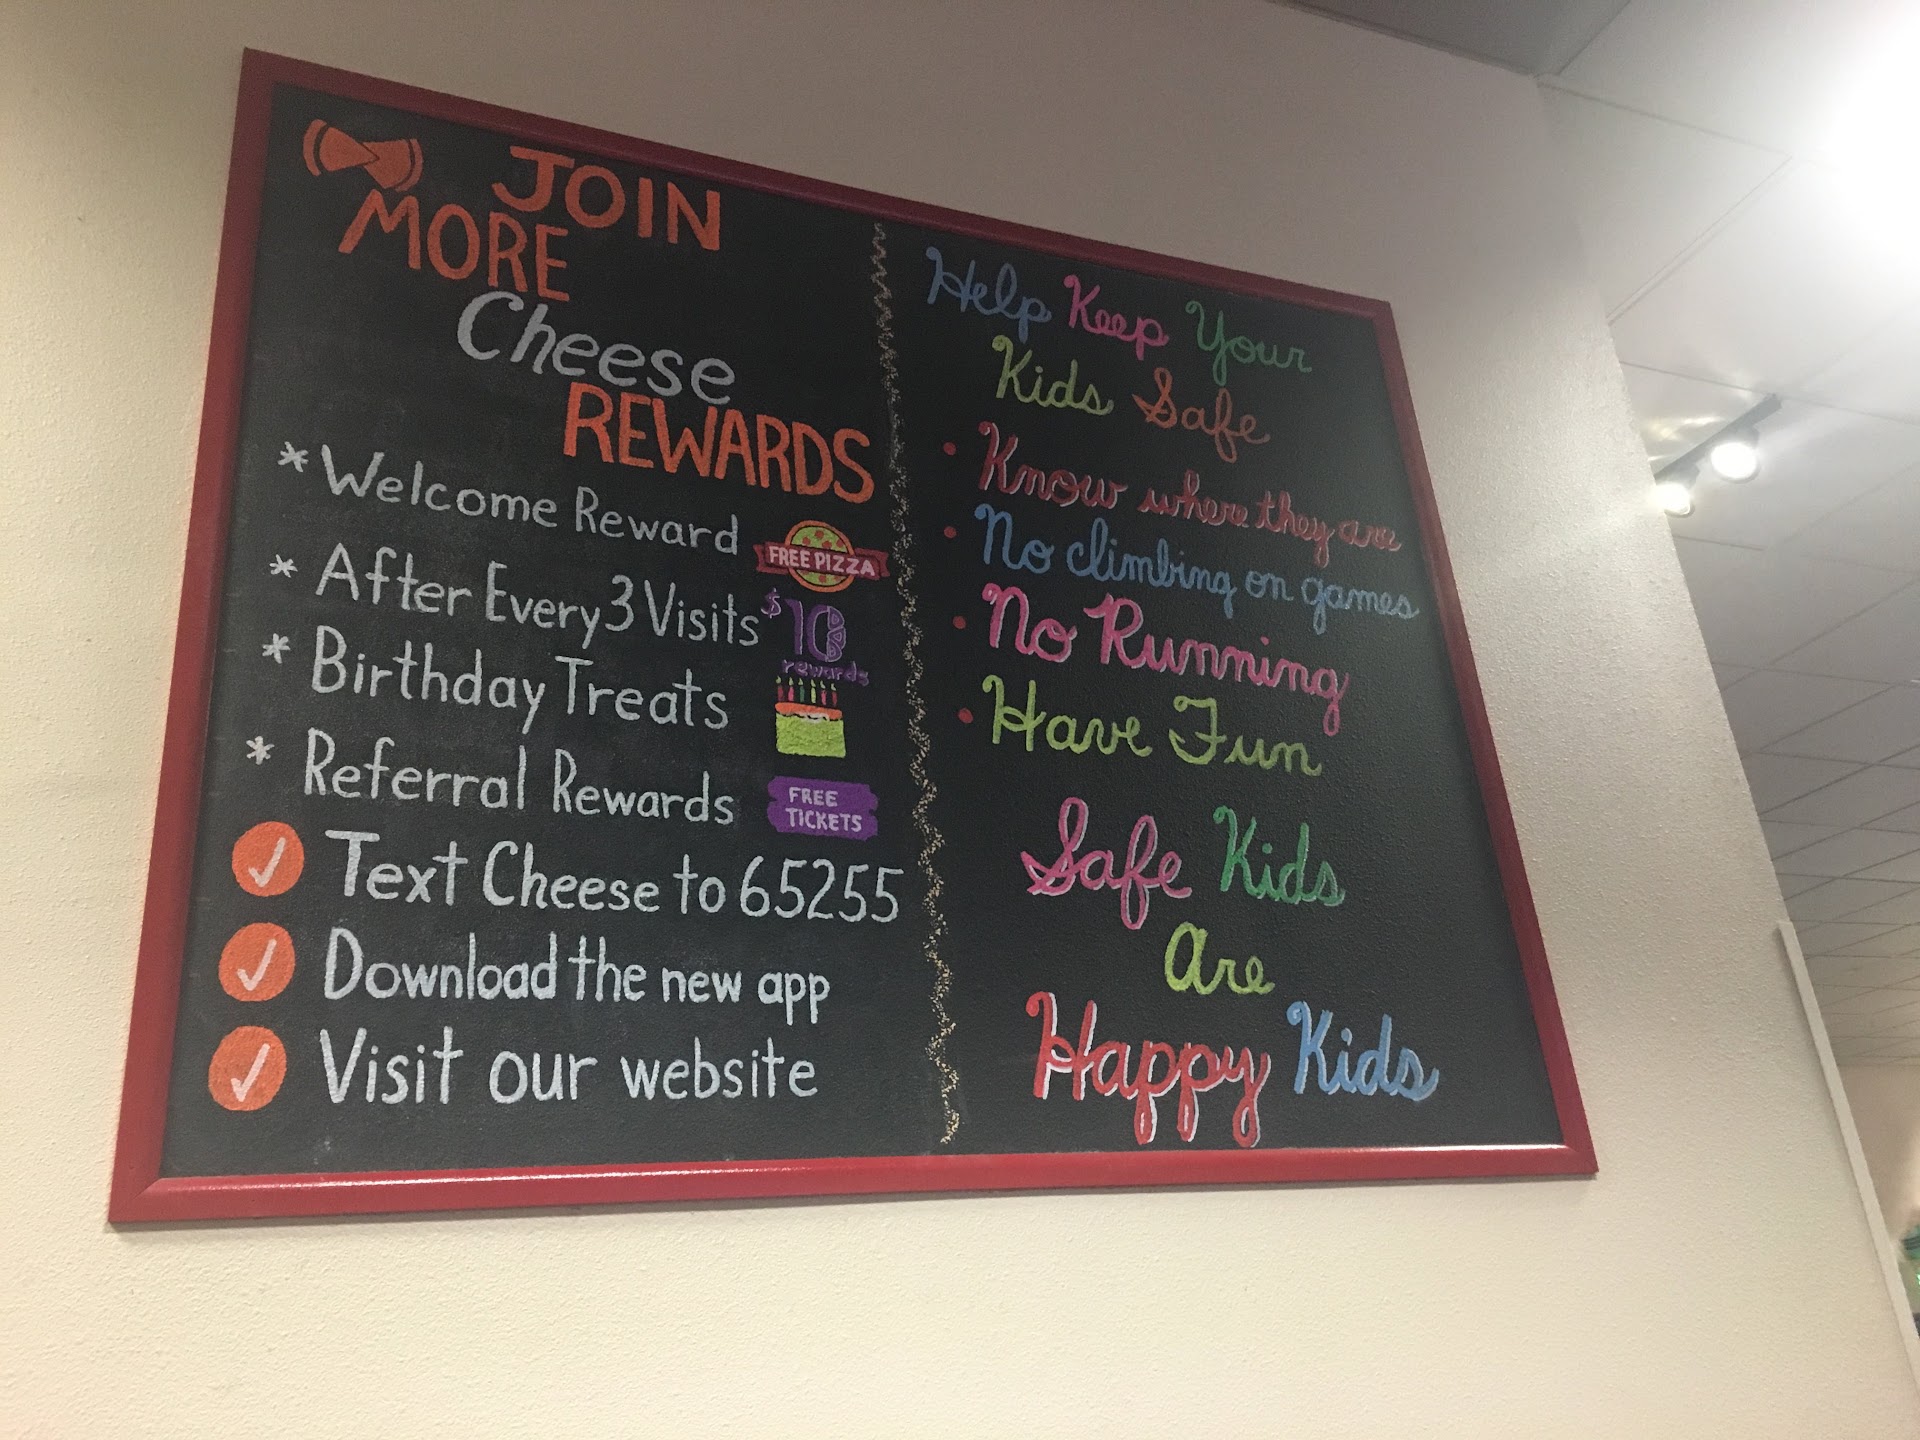 JOIN
MORE
Cheese
REWARDS
* Welcome Reward FREE PIZZA
* After Every 3 Visits $10
rewards
* Birthday Treats
* Referral Rewards FREE
TICKETS
Text Cheese to 65255
Download the new app
Visit our website
Help Keep Your
Kids Safe
• Know where they are
• No climbing on games
• No Running
• Have Fun
Safe Kids
Are
Happy Kids